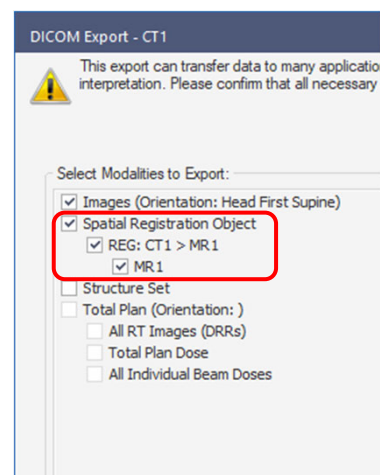 DICOM Export - CT1
This export can transfer data to many applicatio
interpretation. Please confirm that all necessary
Select Modalities to Export:
Images (Orientation: Head First Supine)
Spatial Registration Object
REG: CT1 > MR1
MR1
Structure Set
Total Plan (Orientation: )
All RT Images (DRRs)
Total Plan Dose
All Individual Beam Doses